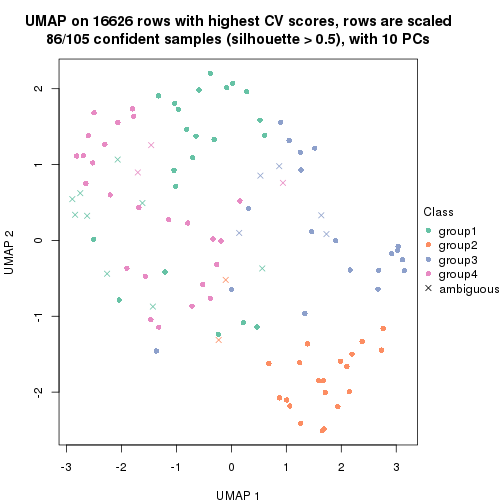 UMAP on 16626 rows with highest CV scores, rows are scaled
86/105 confident samples (silhouette > 0.5), with 10 PCs
2
1
0
-1
-2
UMAP 2
-3
-2
-1
0
1
2
3
UMAP 1
Class
group1
group2
group3
group4
ambiguous